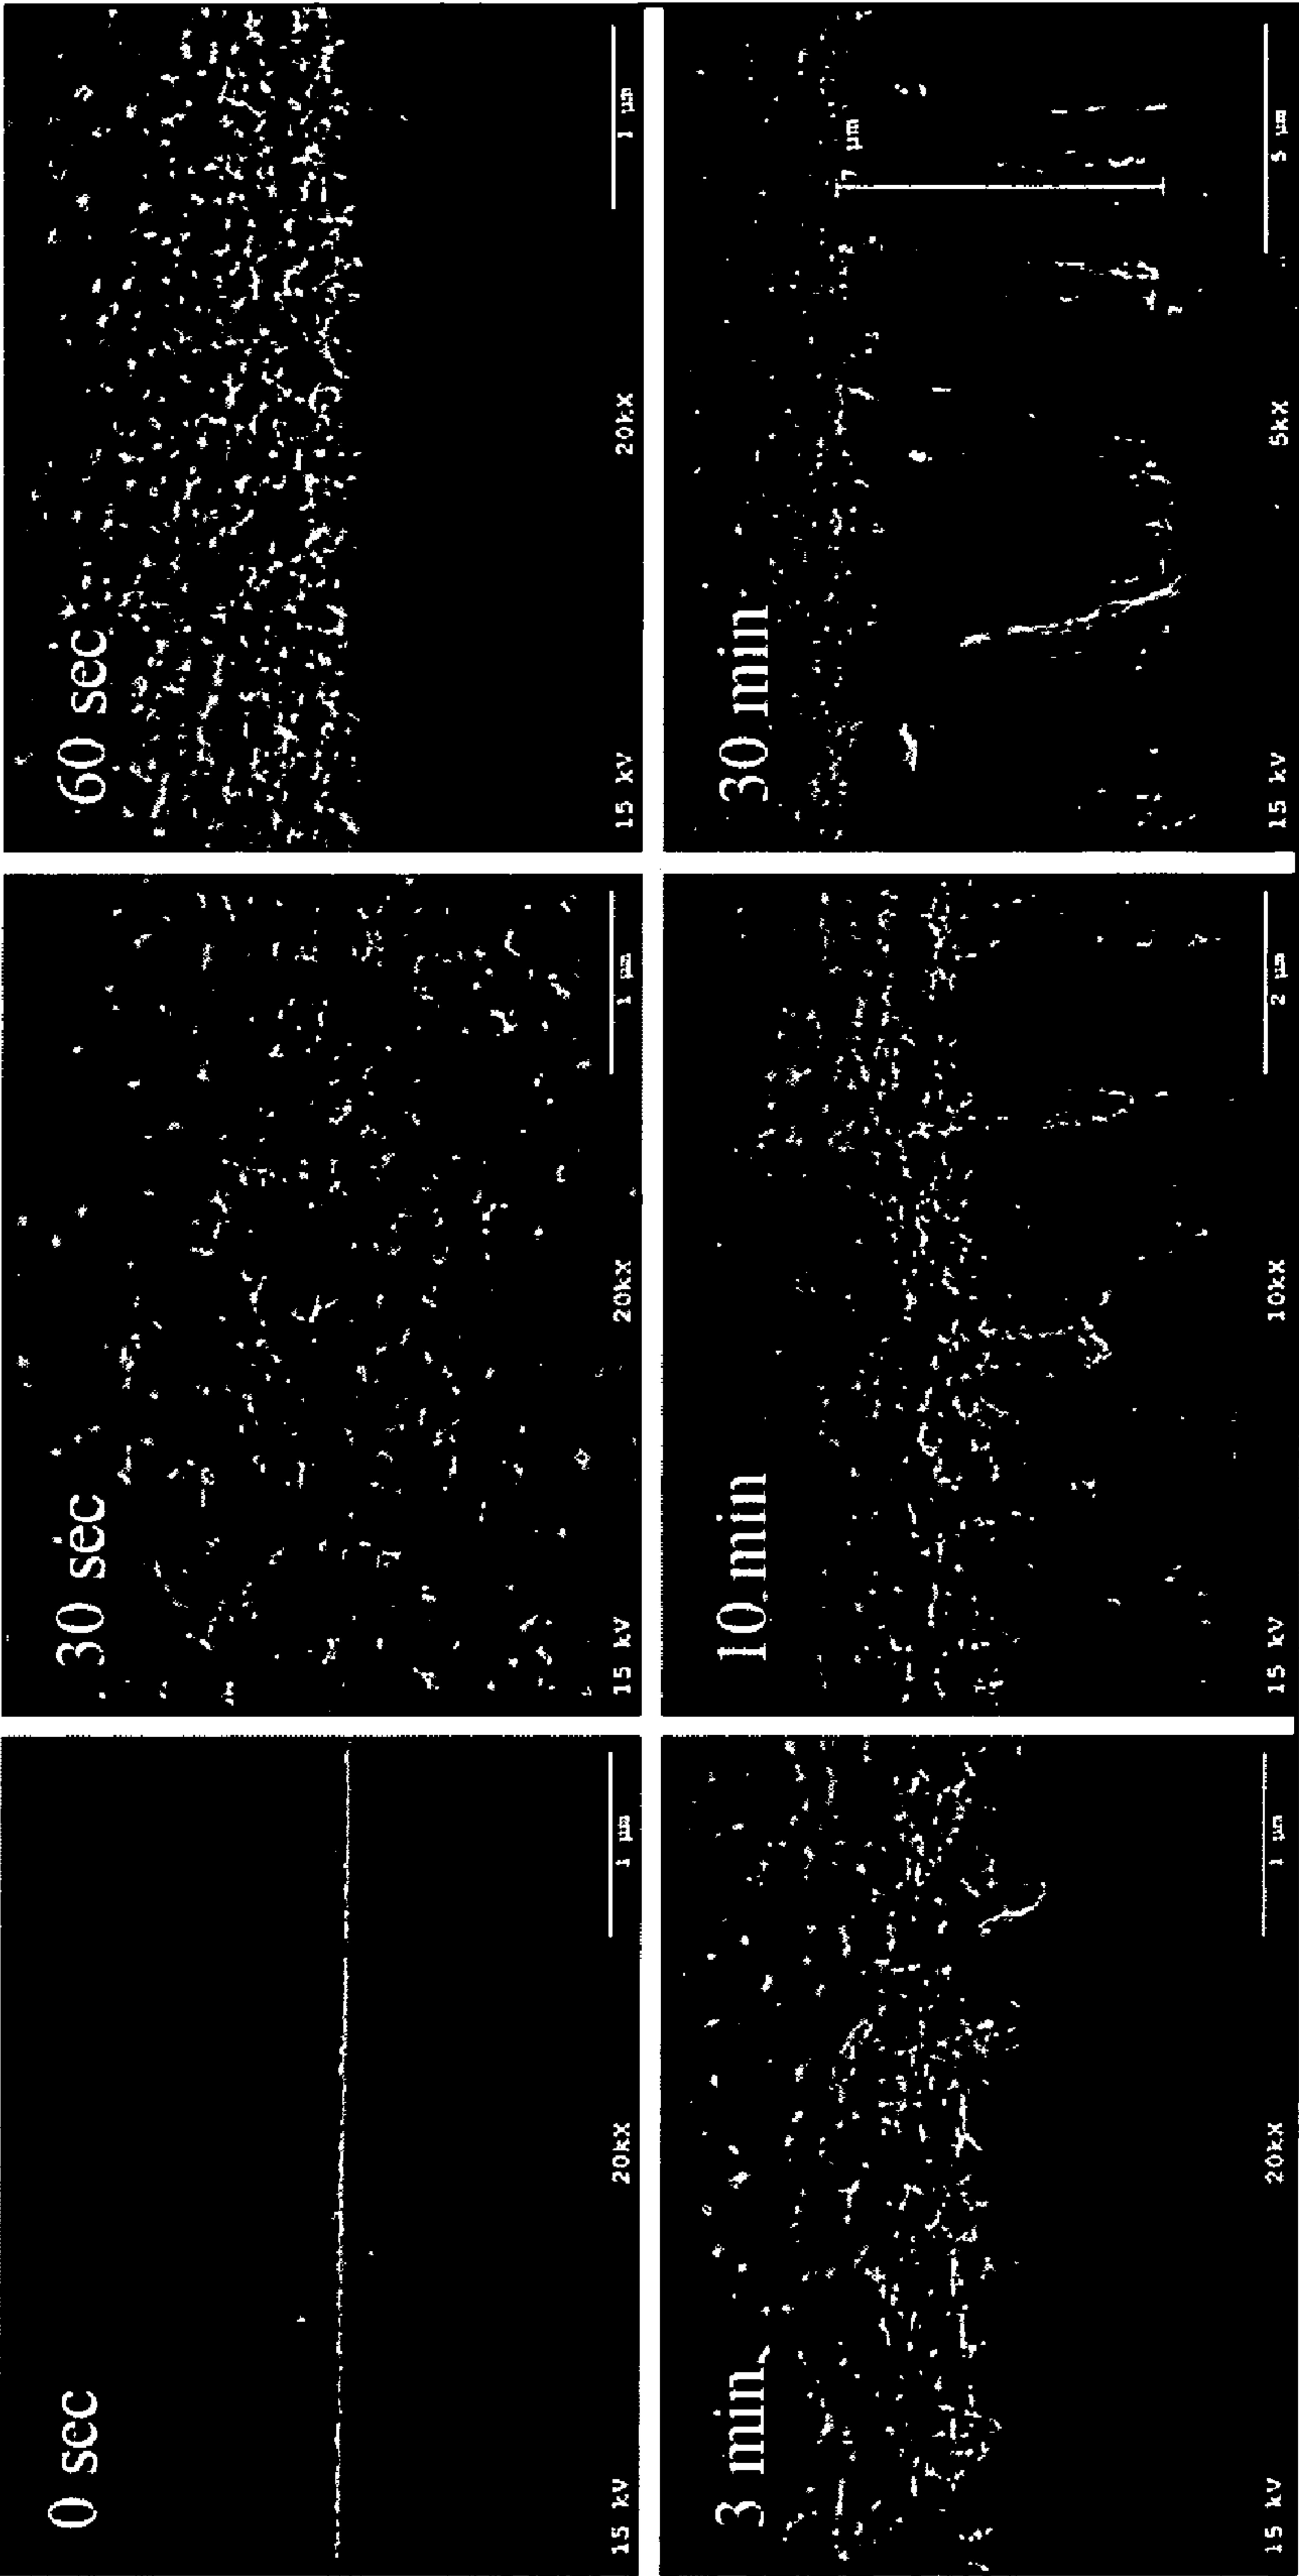 0 sec
1 µm
15 kV 20kX
30 sec
1 µm
15 kV 20kX
60 sec
1 µm
15 kV 20kX
3 min
1 µm
15 kV 20kX
10 min
2 µm
15 kV 10kX
30 min
7 µm
5 µm
15 kV 5kX